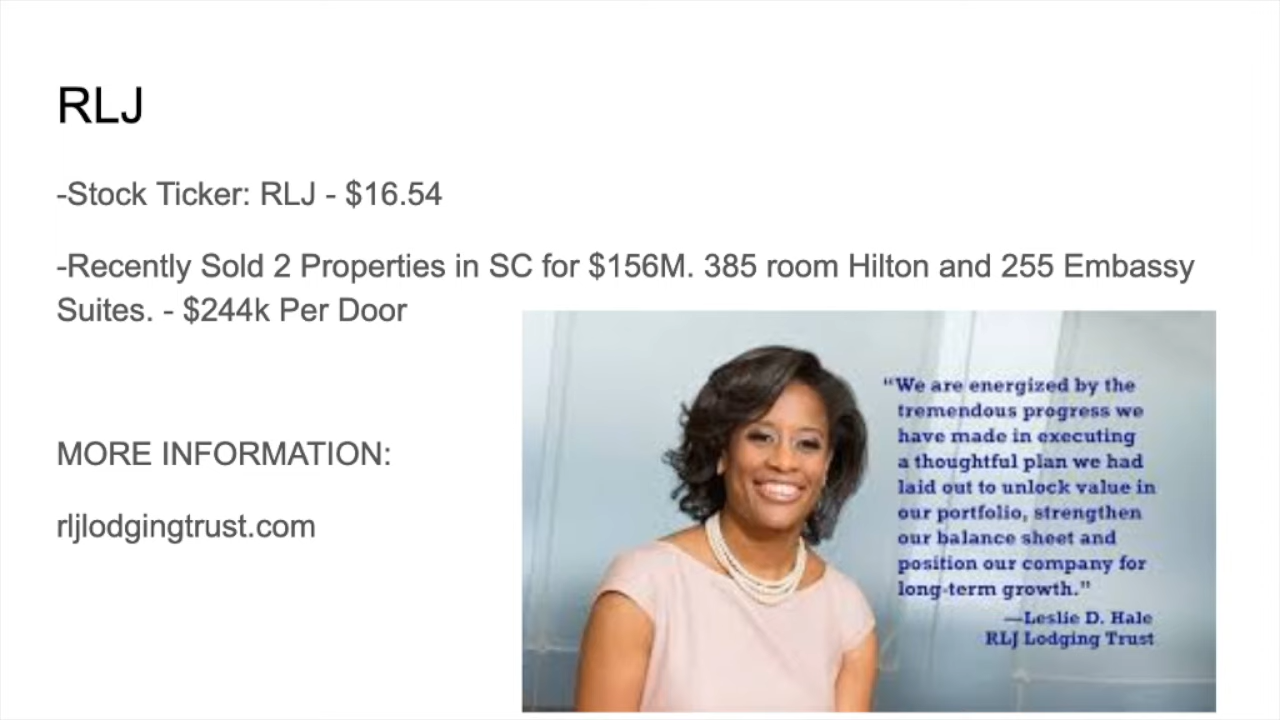 RLJ
-Stock Ticker: RLJ - $16.54
-Recently Sold 2 Properties in SC for $156M. 385 room Hilton and 255 Embassy
Suites. - $244k Per Door
MORE INFORMATION:
rljlodgingtrust.com
“We are energized by the
tremendous progress we
have made in executing
a thoughtful plan we had
laid out to unlock value in
our portfolio, strengthen
our balance sheet and
position our company for
long-term growth.”
—Leslie D. Hale
RLJ Lodging Trust